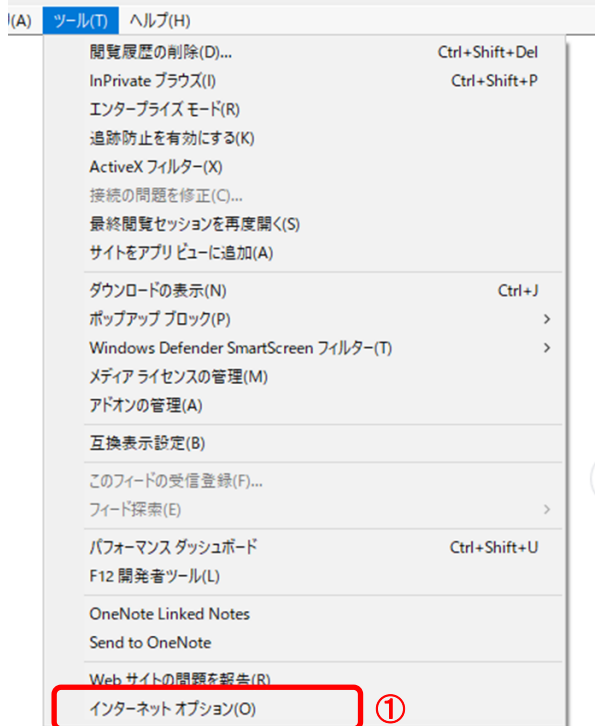 (A) ツール(T) ヘルプ(H)
閲覧履歴の削除(D)... Ctrl+Shift+Del
InPrivate ブラウズ(I) Ctrl+Shift+P
エンタープライズ モード(R)
追跡防止を有効にする(K)
ActiveX フィルター(X)
接続の問題を修正(C)...
最終閲覧セッションを再度開く(S)
サイトをアプリ ビューに追加(A)
ダウンロードの表示(N) Ctrl+J
ポップアップ ブロック(P)
Windows Defender SmartScreen フィルター(T)
メディア ライセンスの管理(M)
アドオンの管理(A)
互換表示設定(B)
このフィードの受信登録(F)...
フィード探索(E)
パフォーマンス ダッシュボード Ctrl+Shift+U
F12 開発者ツール(L)
OneNote Linked Notes
Send to OneNote
Web サイトの問題を報告(R)
インターネット オプション(O) ①